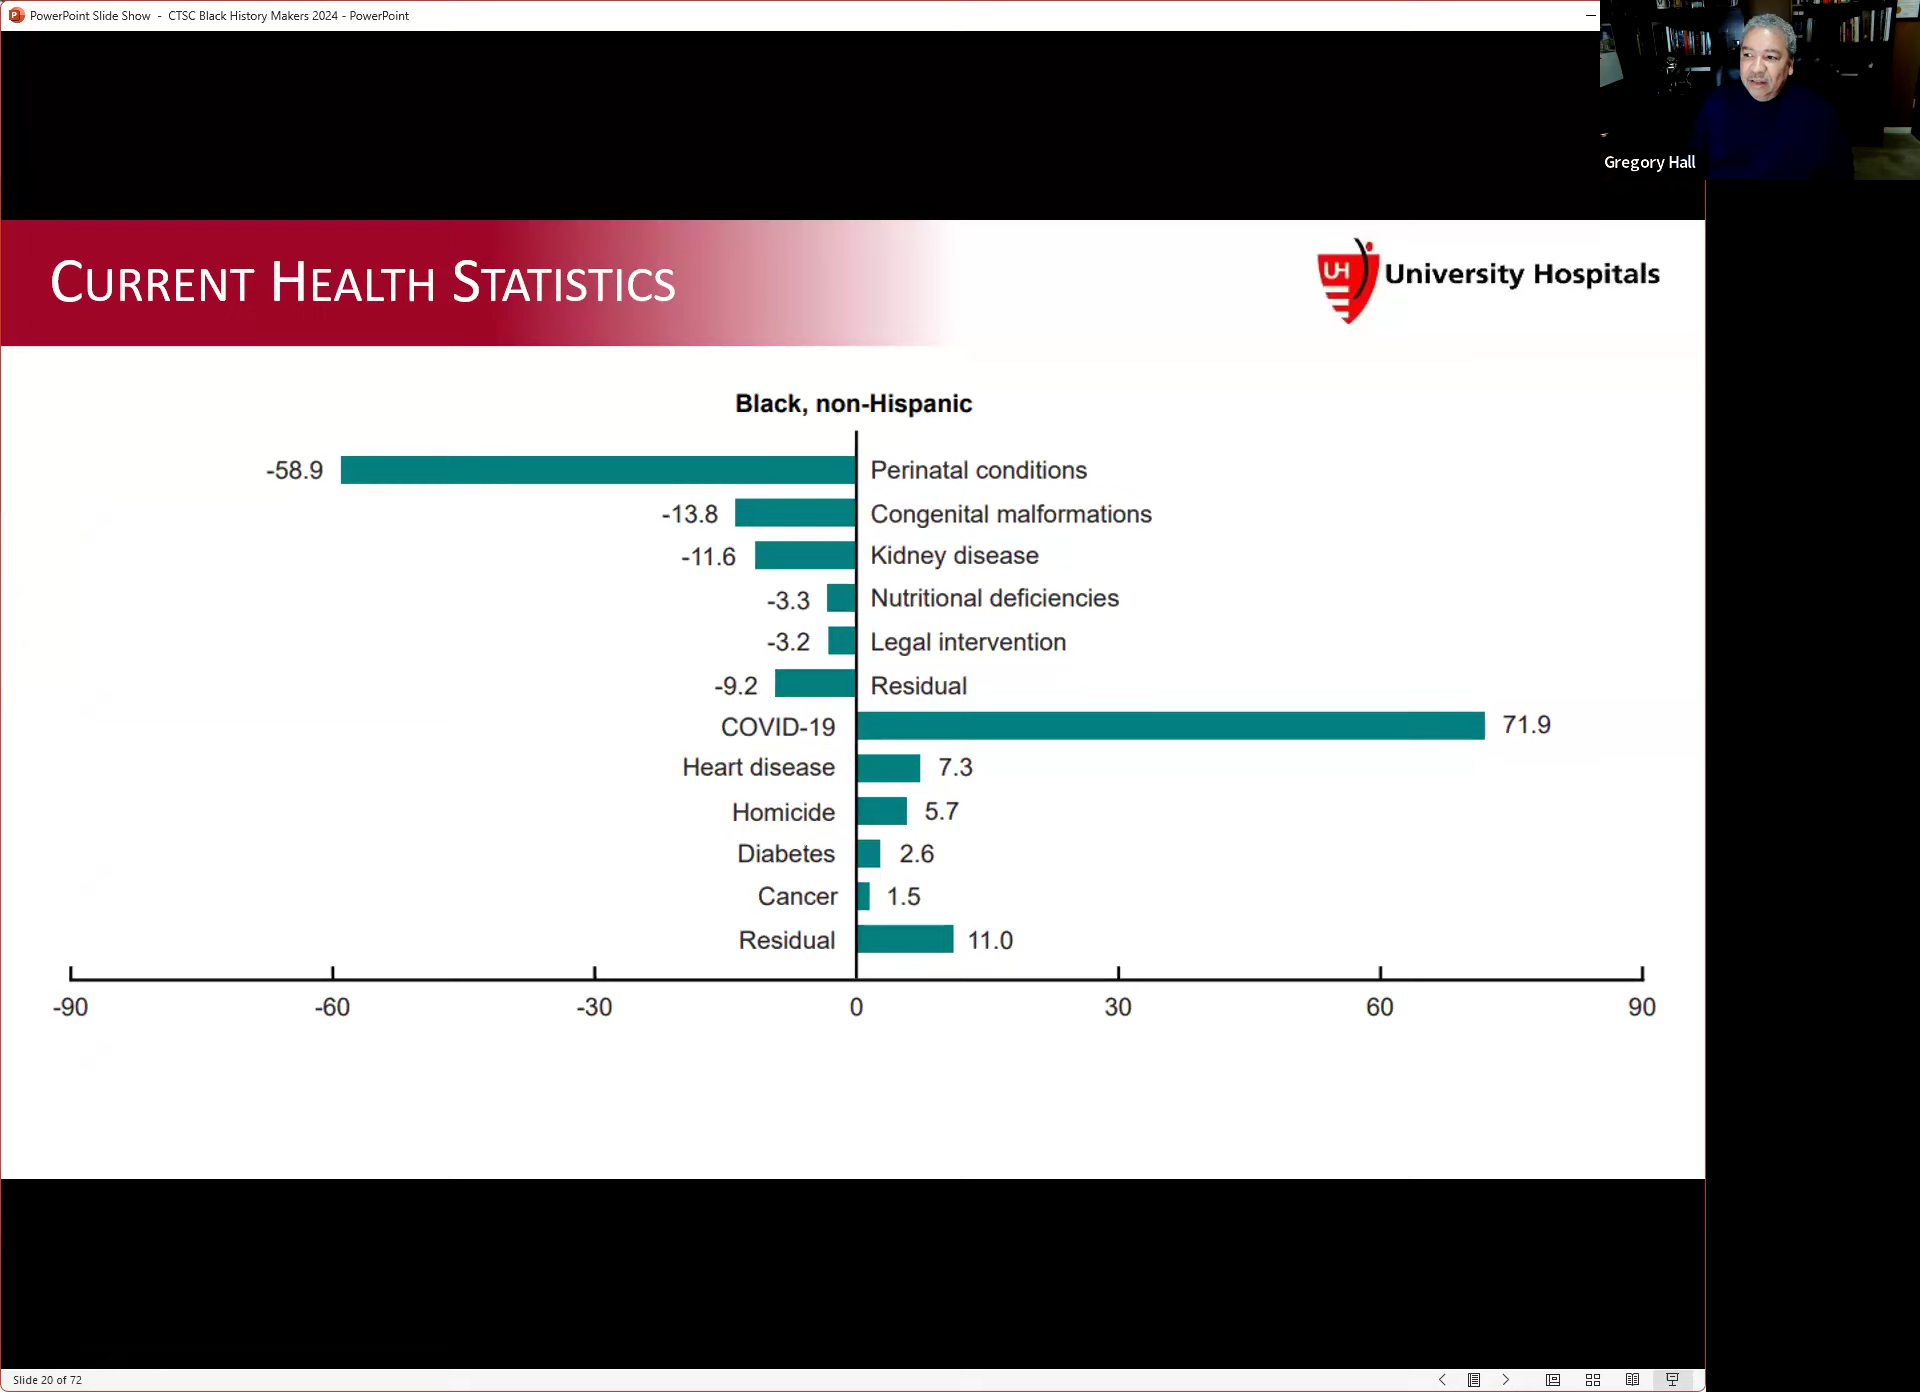 PowerPoint Slide Show - CTSC Black History Makers 2024 - PowerPoint
Gregory Hall
CURRENT HEALTH STATISTICS
UH University Hospitals
Black, non-Hispanic
-58.9 Perinatal conditions
-13.8 Congenital malformations
-11.6 Kidney disease
-3.3 Nutritional deficiencies
-3.2 Legal intervention
-9.2 Residual
COVID-19 71.9
Heart disease 7.3
Homicide 5.7
Diabetes 2.6
Cancer 1.5
Residual 11.0
-90 -60 -30 0 30 60 90
Slide 20 of 72